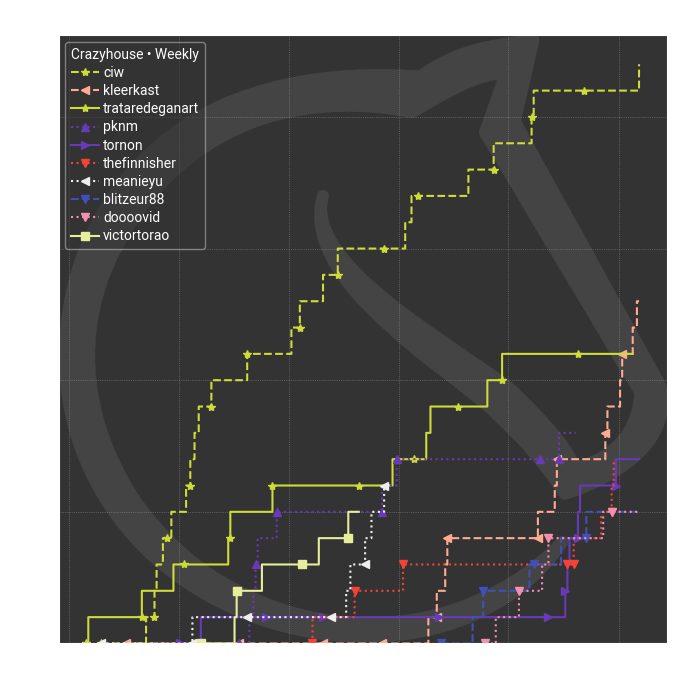 Crazyhouse • Weekly
ciw
kleerkast
trataredeganart
pknm
tornon
thefinnisher
meanieyu
blitzeur88
doooovid
victortorao